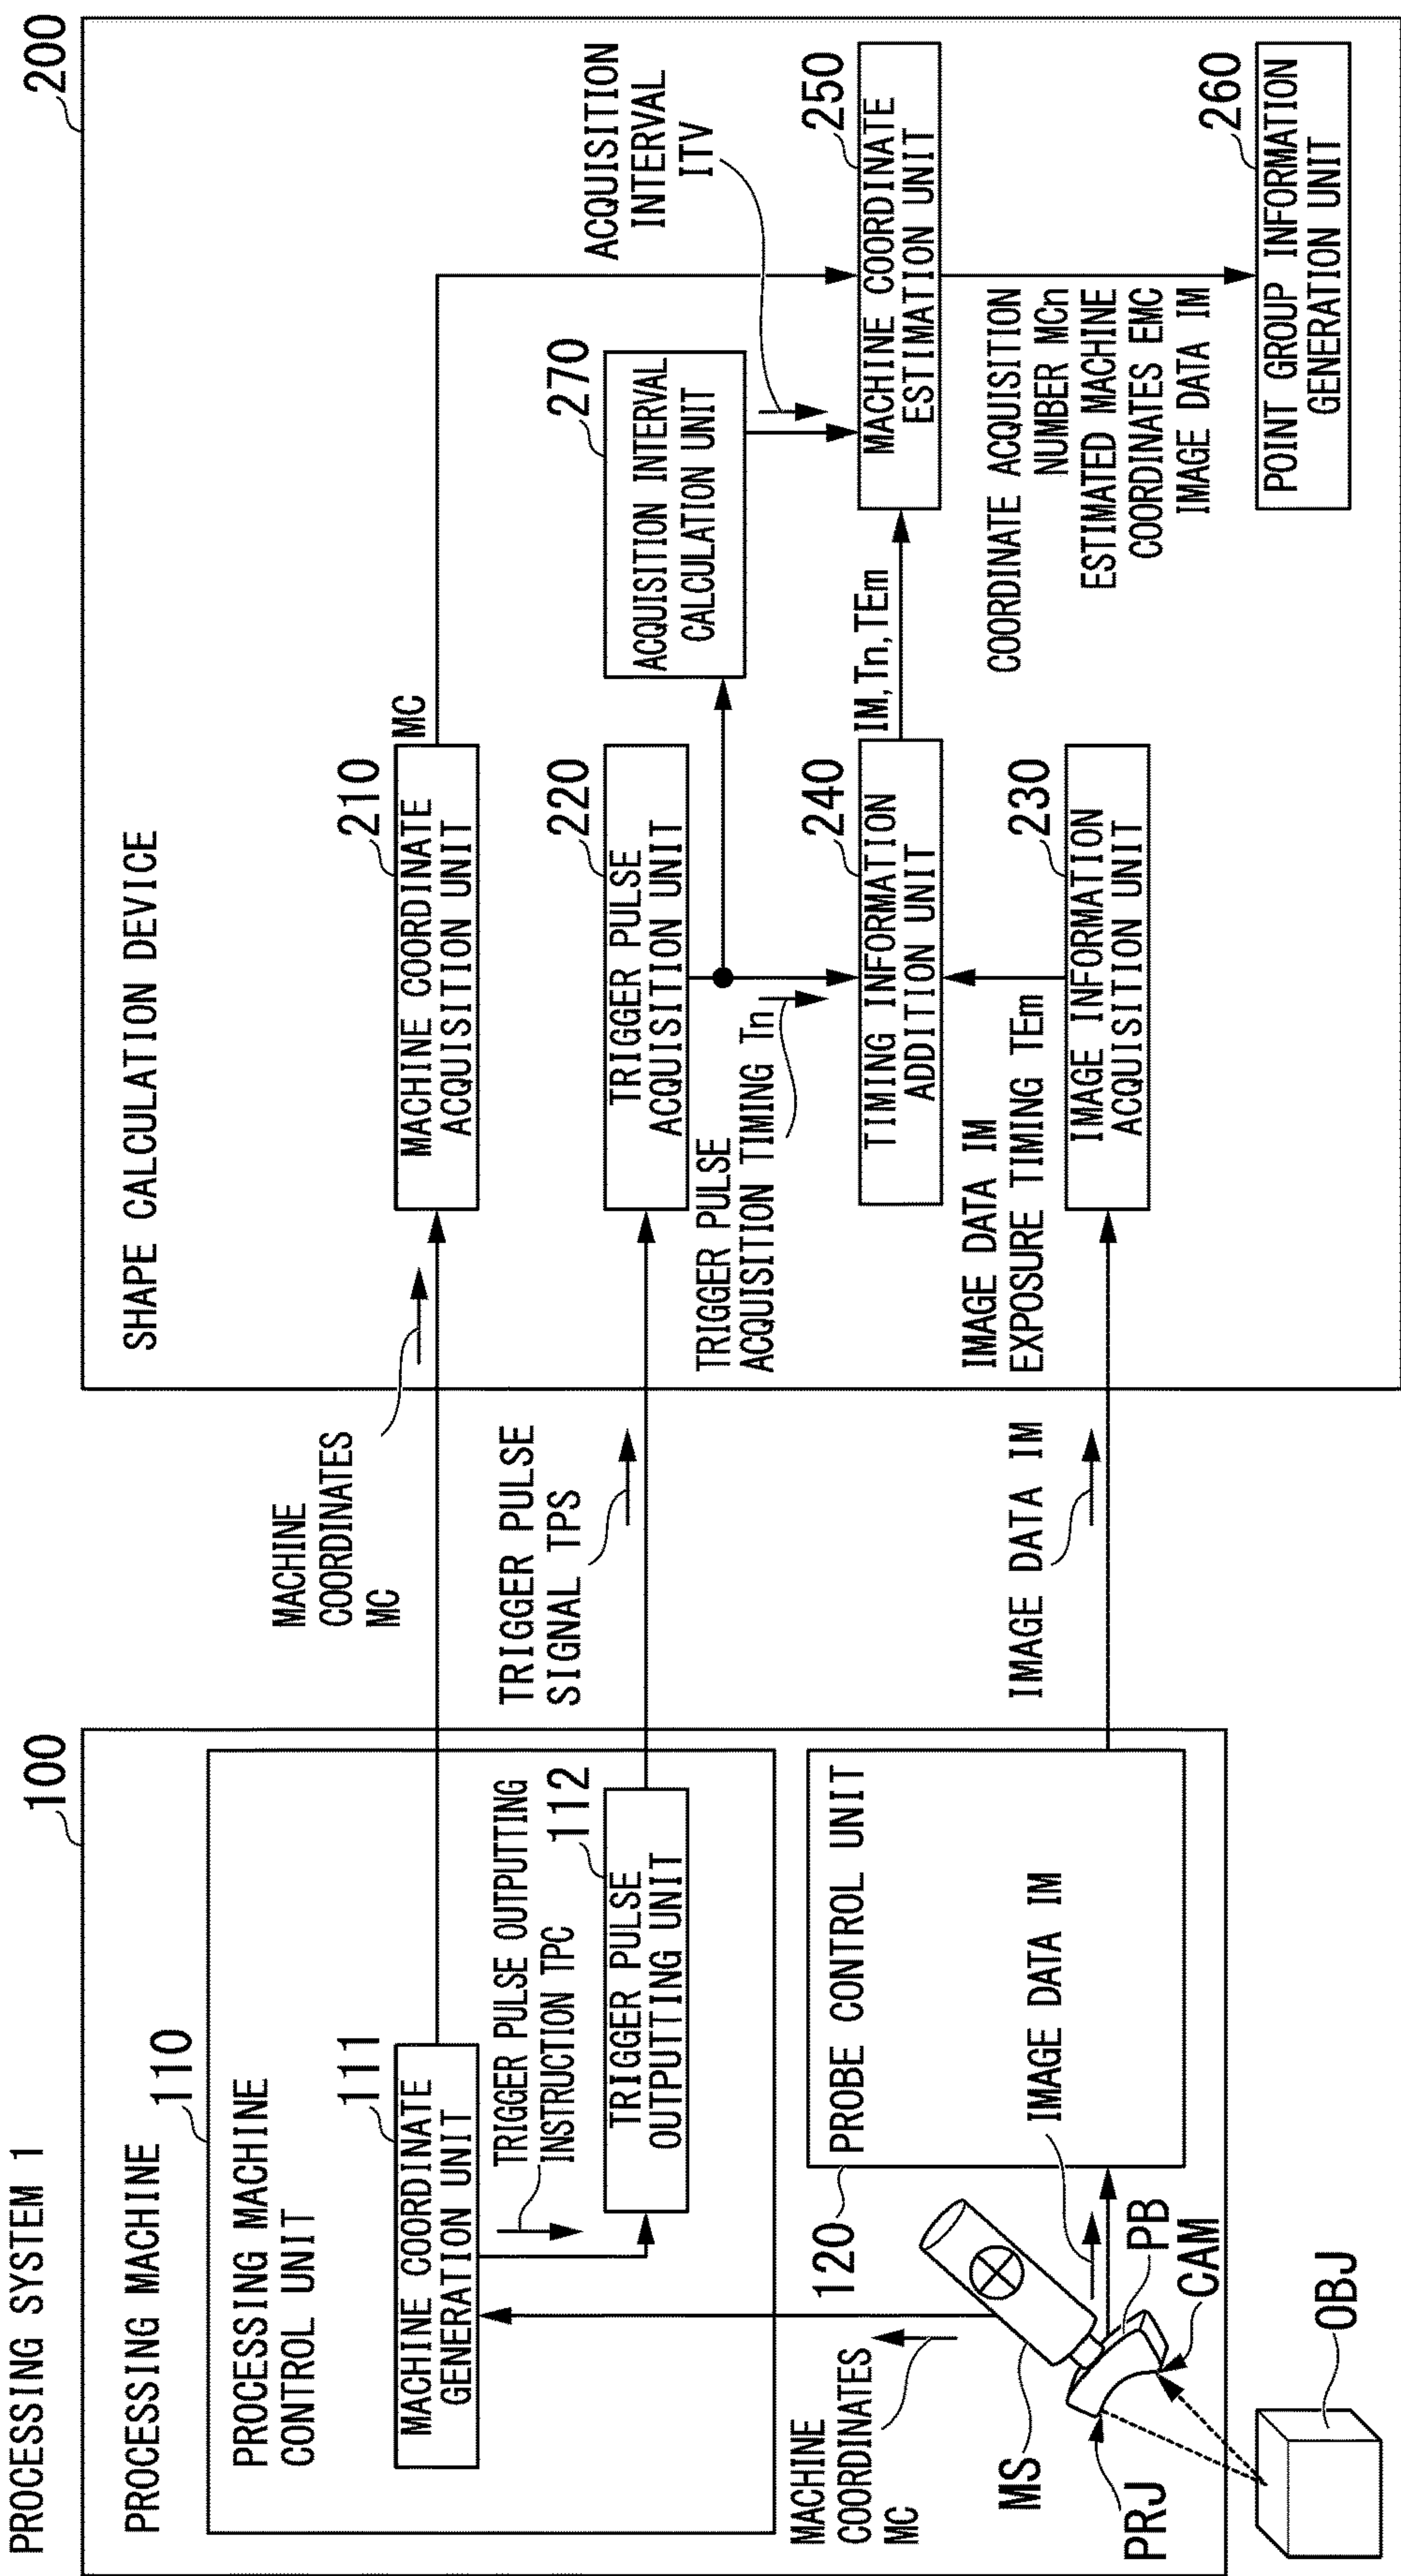 PROCESSING SYSTEM 1
100
PROCESSING MACHINE
110
PROCESSING MACHINE
CONTROL UNIT
111
MACHINE COORDINATE
GENERATION UNIT
TRIGGER PULSE OUTPUTTING
INSTRUCTION TPC
112
TRIGGER PULSE
OUTPUTTING UNIT
MACHINE
COORDINATES
MC
120
PROBE CONTROL UNIT
IMAGE DATA IM
MS
PRJ
PB
CAM
OBJ
MACHINE
COORDINATES
MC
TRIGGER PULSE
SIGNAL TPS
IMAGE DATA IM
200
SHAPE CALCULATION DEVICE
210
MACHINE COORDINATE
ACQUISITION UNIT
MC
220
TRIGGER PULSE
ACQUISITION UNIT
TRIGGER PULSE
ACQUISITION TIMING Tn
270
ACQUISITION INTERVAL
CALCULATION UNIT
ACQUISITION
INTERVAL
ITV
240
TIMING INFORMATION
ADDITION UNIT
IM,Tn,TEm
IMAGE DATA IM
EXPOSURE TIMING TEm
230
IMAGE INFORMATION
ACQUISITION UNIT
250
MACHINE COORDINATE
ESTIMATION UNIT
COORDINATE ACQUISITION
NUMBER MCn
ESTIMATED MACHINE
COORDINATES EMC
IMAGE DATA IM
260
POINT GROUP INFORMATION
GENERATION UNIT